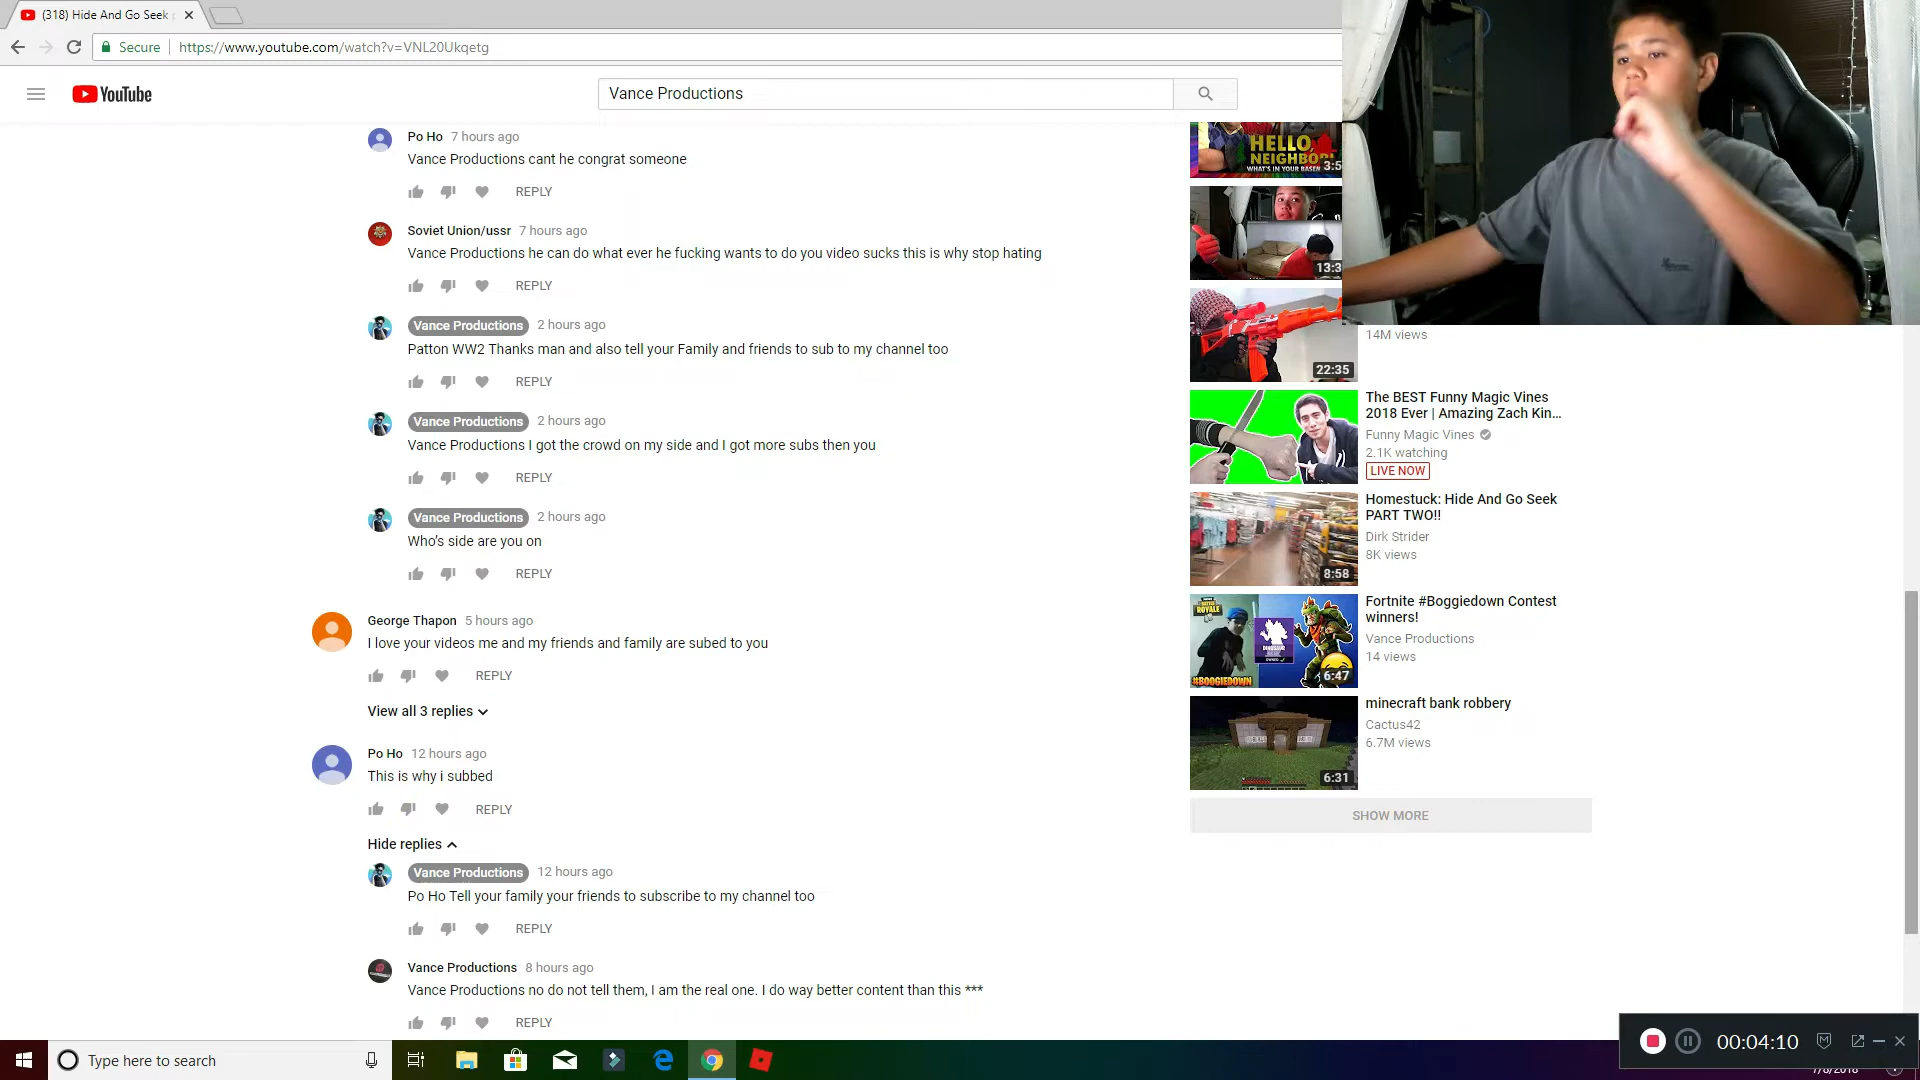 (318) Hide And Go Seek
Secure
https://www.youtube.com/watch?v=VNL20Ukqetg
YouTube
Vance Productions
Po Ho 7 hours ago
Vance Productions cant he congrat someone
REPLY
Soviet Union/ussr 7 hours ago
Vance Productions he can do what ever he fucking wants to do you video sucks this is why stop hating
REPLY
Vance Productions 2 hours ago
Patton WW2 Thanks man and also tell your Family and friends to sub to my channel too
REPLY
Vance Productions 2 hours ago
Vance Productions I got the crowd on my side and I got more subs then you
REPLY
Vance Productions 2 hours ago
Who's side are you on
REPLY
George Thapon 5 hours ago
I love your videos me and my friends and family are subed to you
REPLY
View all 3 replies
Po Ho 12 hours ago
This is why i subbed
REPLY
Hide replies
Vance Productions 12 hours ago
Po Ho Tell your family your friends to subscribe to my channel too
REPLY
Vance Productions 8 hours ago
Vance Productions no do not tell them, I am the real one. I do way better content than this ***
REPLY
HELLO,
NEIGHBOR
WHAT'S IN YOUR BASEM
3:5
13:3
22:35
14M views
The BEST Funny Magic Vines
2018 Ever | Amazing Zach Kin...
Funny Magic Vines
2.1K watching
LIVE NOW
8:58
Homestuck: Hide And Go Seek
PART TWO!!
Dirk Strider
8K views
DINOSAUR
OWNED
#BOOGIEDOWN
6:47
Fortnite #Boggiedown Contest
winners!
Vance Productions
14 views
6:31
minecraft bank robbery
Cactus42
6.7M views
SHOW MORE
00:04:10
Type here to search
7/8/2018